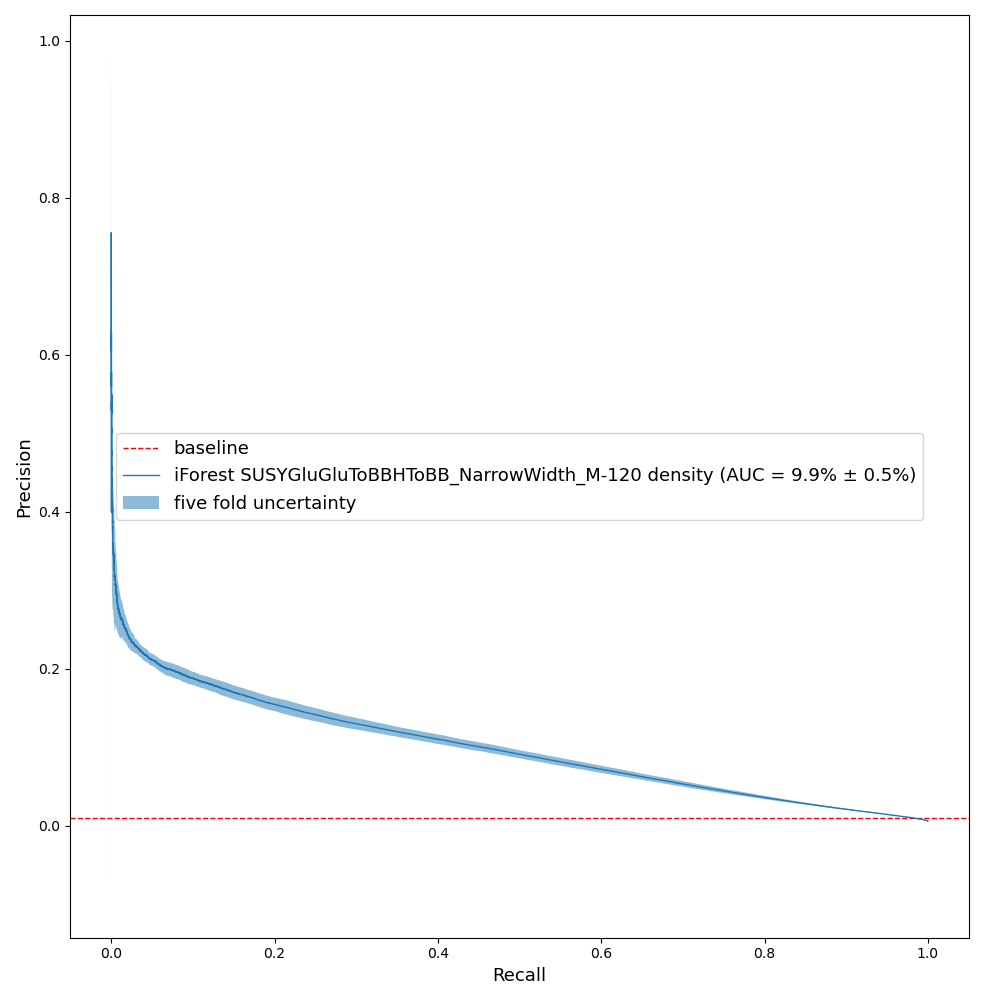 1.0
0.8
0.6
0.4
0.2
0.0
Precision
baseline
iForest SUSYGluGluToBBHToBB_NarrowWidth_M-120 density (AUC = 9.9% ± 0.5%)
five fold uncertainty
0.0 0.2 0.4 0.6 0.8 1.0
Recall